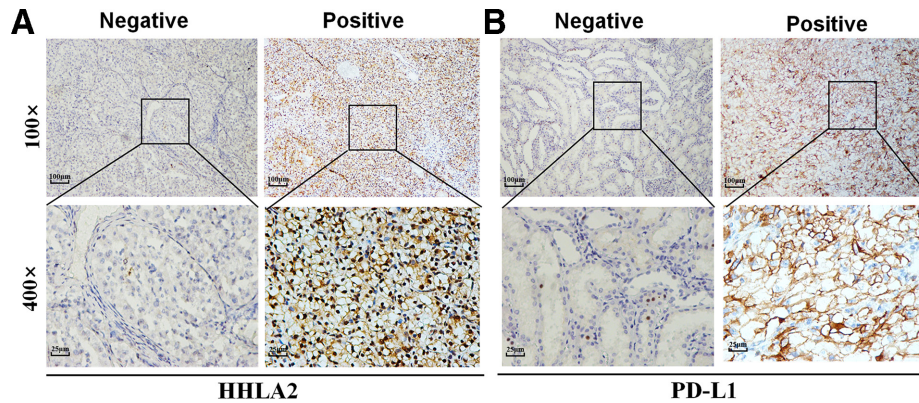 A Negative Positive B Negative Positive
100×
100μm 100μm 100μm 100μm
400×
25μm 25μm 25μm 25μm
HHLA2 PD-L1